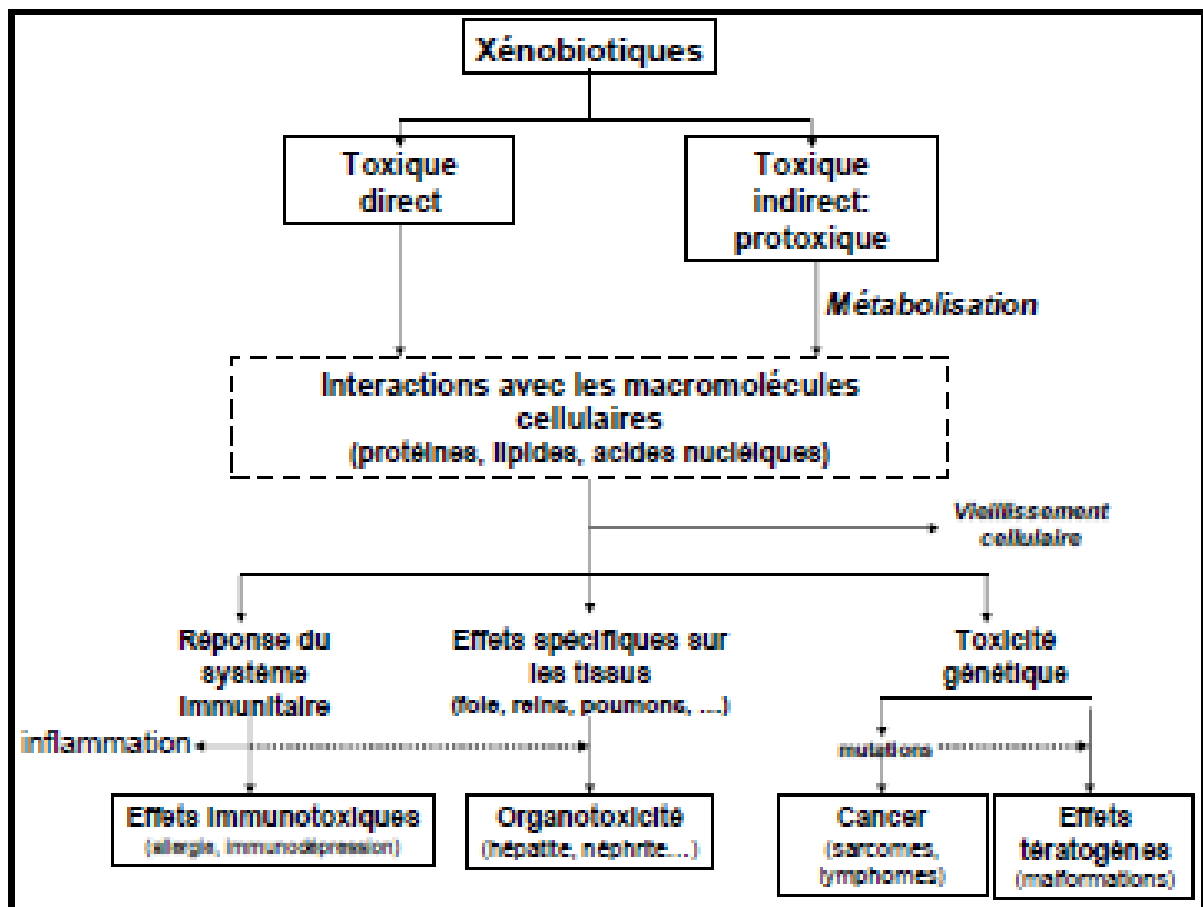 Xénobiotiques
Toxique
direct
Toxique
indirect:
protoxique
Métabolisation
Interactions avec les macromolécules
cellulaires
(protéines, lipides, acides nucléiques)
Vieillissement
cellulaire
Réponse du
système
immunitaire
Effets spécifiques sur
les tissus
(foie, reins, poumons, ...)
Toxicité
génétique
inflammation
mutations
Effets immunotoxiques
(allergie, immunodépression)
Organotoxicité
(hépatite, néphrite...)
Cancer
(sarcomes,
lymphomes)
Effets
tératogènes
(malformations)